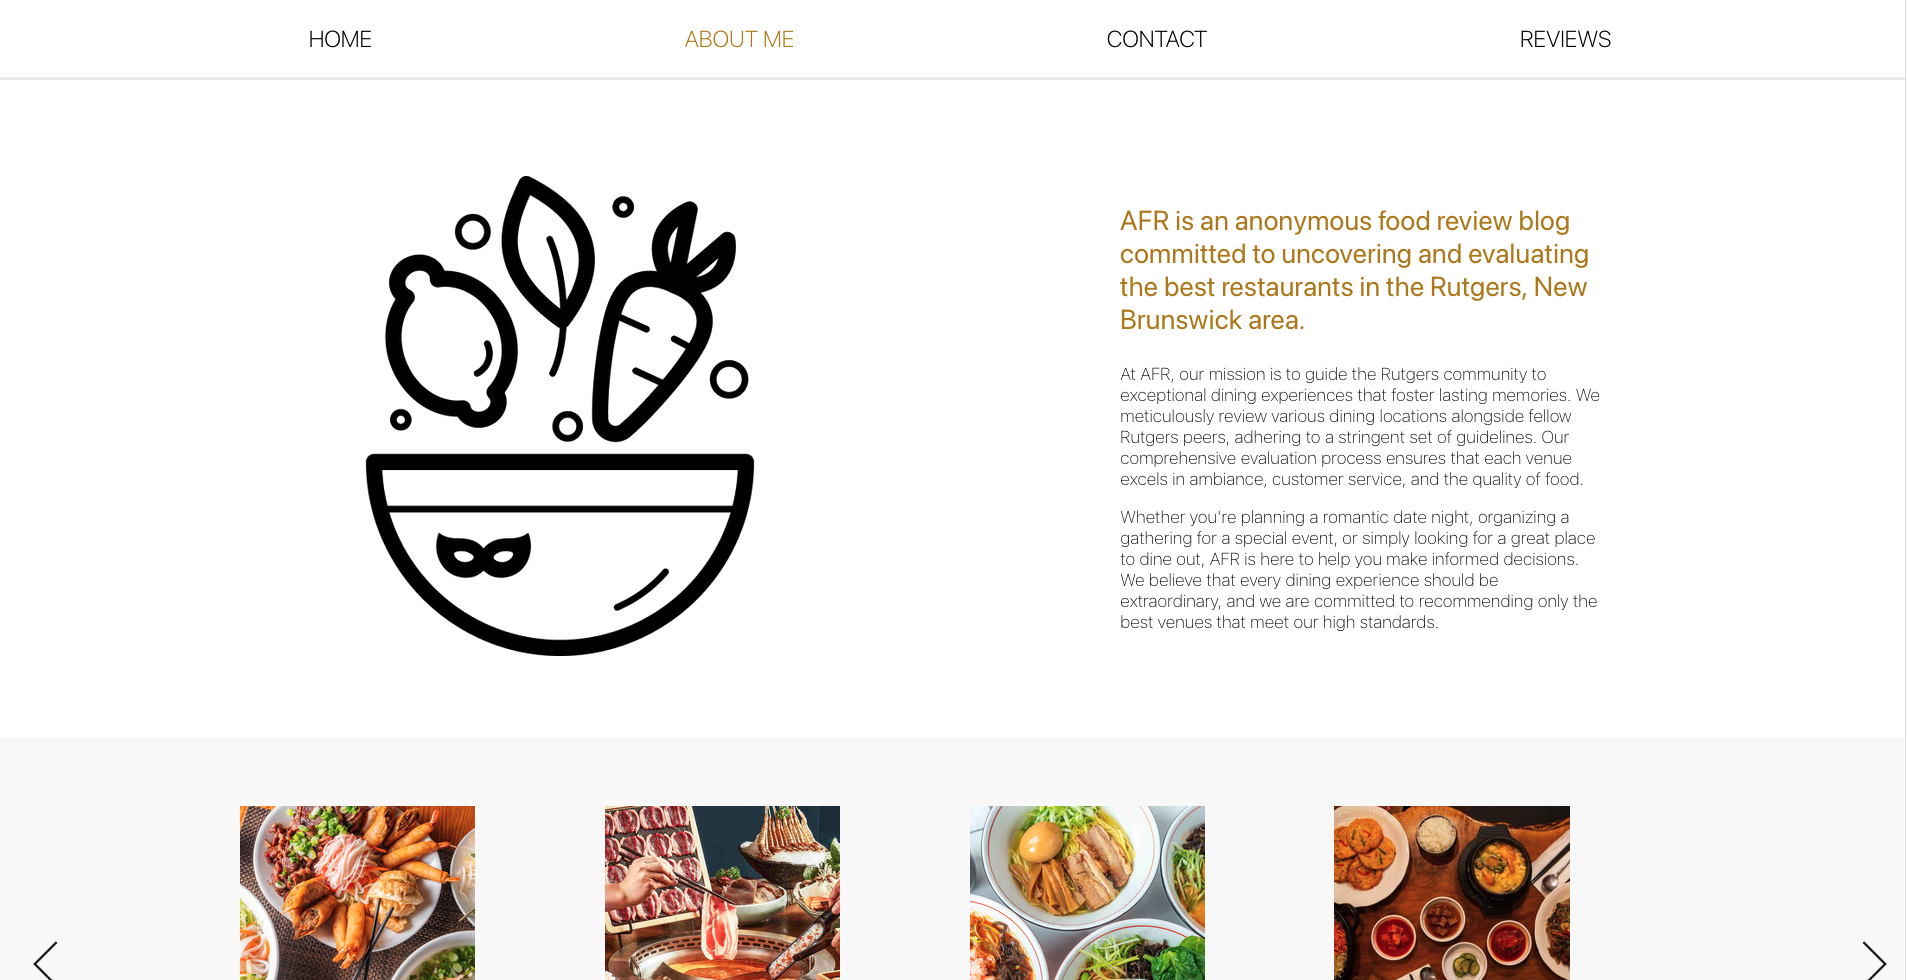 HOME
ABOUT ME
CONTACT
REVIEWS
AFR is an anonymous food review blog
committed to uncovering and evaluating
the best restaurants in the Rutgers, New
Brunswick area.
At AFR, our mission is to guide the Rutgers community to
exceptional dining experiences that foster lasting memories. We
meticulously review various dining locations alongside fellow
Rutgers peers, adhering to a stringent set of guidelines. Our
comprehensive evaluation process ensures that each venue
excels in ambiance, customer service, and the quality of food.
Whether you're planning a romantic date night, organizing a
gathering for a special event, or simply looking for a great place
to dine out, AFR is here to help you make informed decisions.
We believe that every dining experience should be
extraordinary, and we are committed to recommending only the
best venues that meet our high standards.